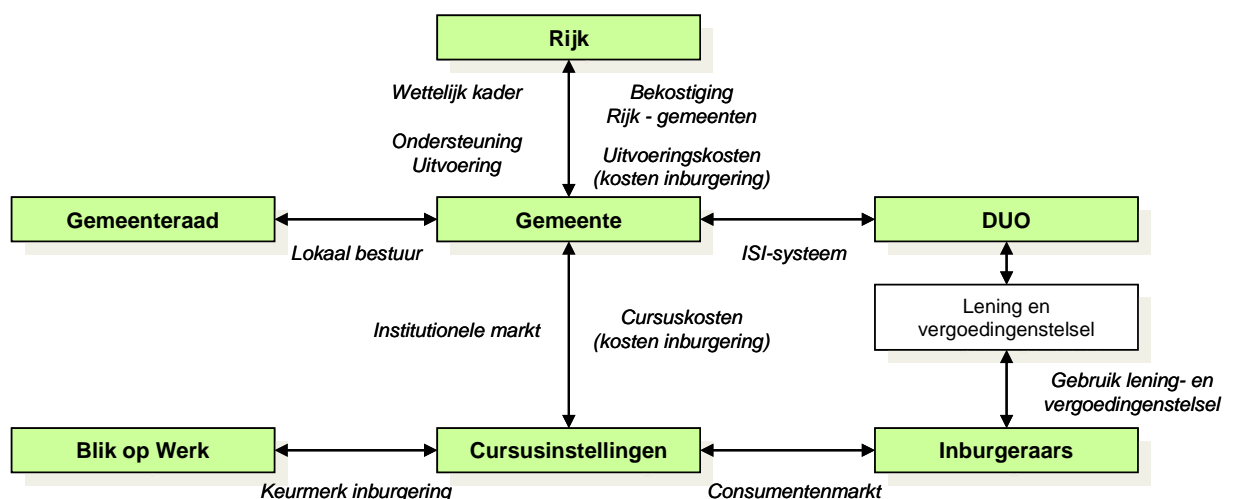 Rijk
Wettelijk kader
Bekostiging
Rijk - gemeenten
Ondersteuning
Uitvoering
Uitvoeringskosten
(kosten inburgering)
Gemeenteraad
Gemeente
DUO
Lokaal bestuur
ISI-systeem
Lening en
vergoedingenstelsel
Institutionele markt
Cursuskosten
(kosten inburgering)
Gebruik lening- en
vergoedingenstelsel
Blik op Werk
Cursusinstellingen
Inburgeraars
Keurmerk inburgering
Consumentenmarkt